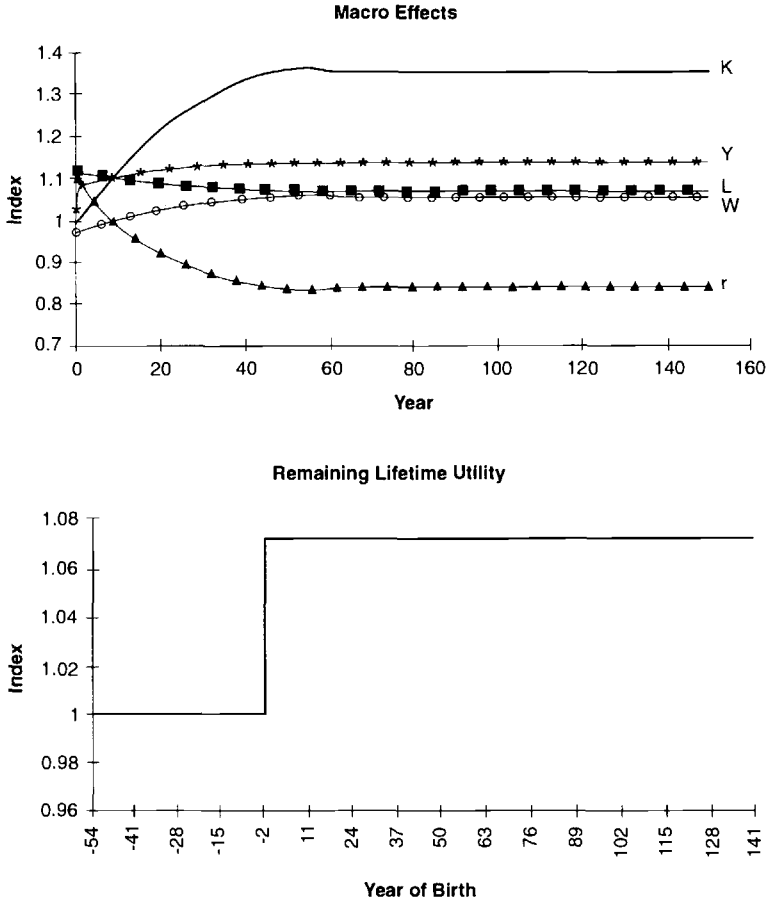 Macro Effects
1.4
1.3
1.2
1.1
1
0.9
0.8
0.7
Index
K
Y
L
W
r
0 20 40 60 80 100 120 140 160
Year
Remaining Lifetime Utility
1.08
1.06
1.04
1.02
1
0.98
0.96
Index
-54 -41 -28 -15 -2 11 24 37 50 63 76 89 102 115 128 141
Year of Birth